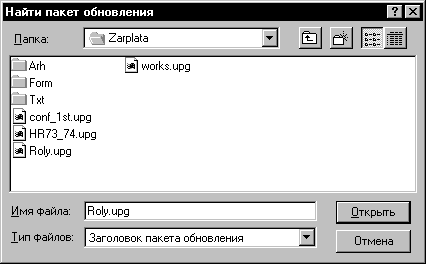 Найти пакет обновления
Папка: Zarplata
Arh works.upg
Form
Txt
conf_1st.upg
HR73_74.upg
Roly.upg
Имя файла: Roly.upg Открыть
Тип файлов: Заголовок пакета обновления Отмена